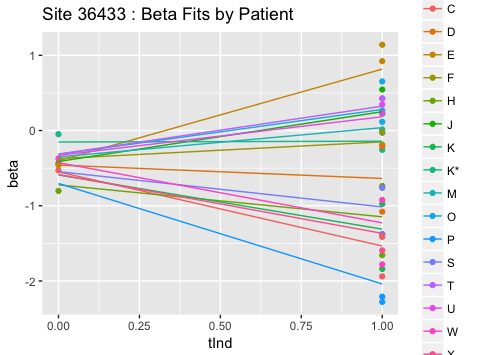 Site 36433 : Beta Fits by Patient
1
0
-1
-2
beta
0.00 0.25 0.50 0.75 1.00
tInd
C
D
E
F
H
J
K
K*
M
O
P
S
T
U
W